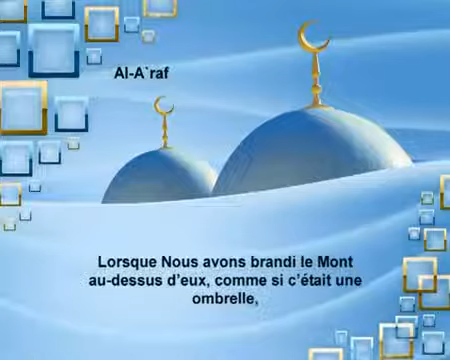 Al-A`raf
Lorsque Nous avons brandi le Mont
au-dessus d'eux, comme si c'était une
ombrelle,